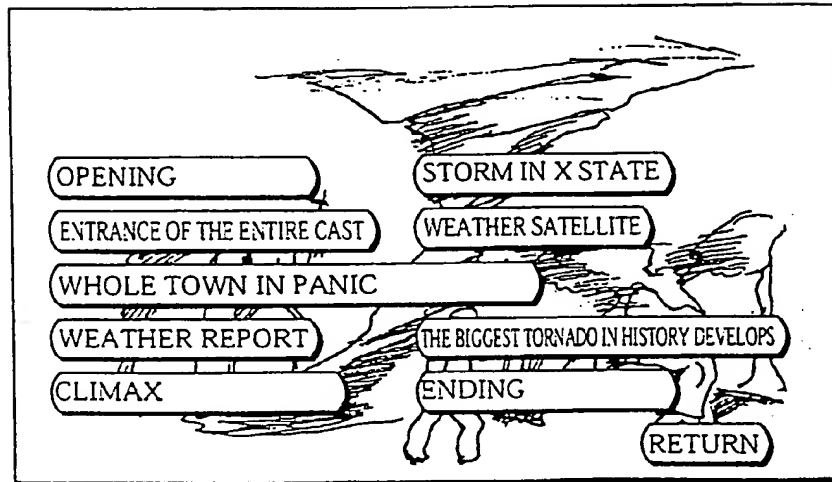 OPENING
STORM IN X STATE
ENTRANCE OF THE ENTIRE CAST
WEATHER SATELLITE
WHOLE TOWN IN PANIC
WEATHER REPORT
THE BIGGEST TORNADO IN HISTORY DEVELOPS
CLIMAX
ENDING
RETURN